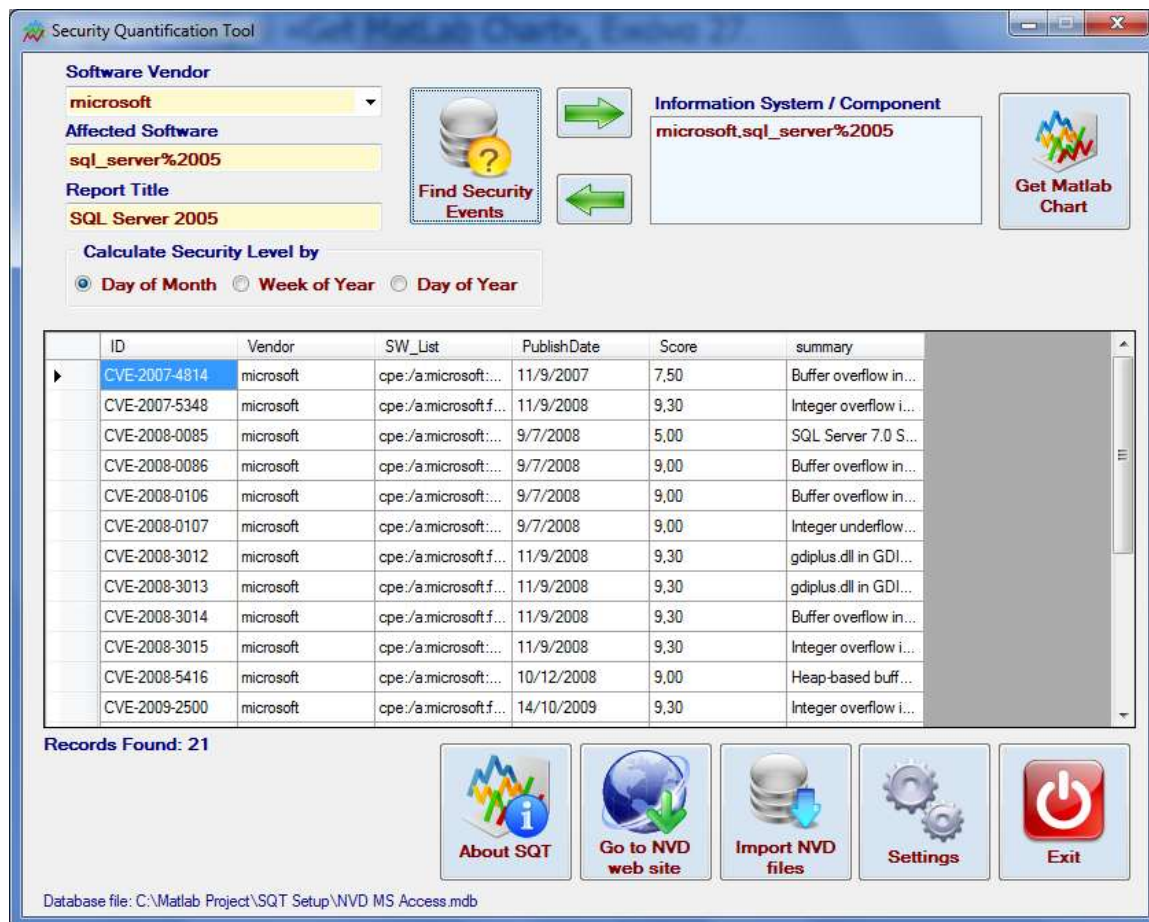 Security Quantification Tool
Software Vendor
microsoft
Affected Software
sql_server%2005
Report Title
SQL Server 2005
Find Security
Events
Information System / Component
microsoft,sql_server%2005
Get Matlab
Chart
Calculate Security Level by
Day of Month Week of Year Day of Year
ID Vendor SW_List PublishDate Score summary
CVE-2007-4814 microsoft cpe:/a:microsoft:... 11/9/2007 7,50 Buffer overflow in...
CVE-2007-5348 microsoft cpe:/a:microsoft:f... 11/9/2008 9,30 Integer overflow i...
CVE-2008-0085 microsoft cpe:/a:microsoft:... 9/7/2008 5,00 SQL Server 7.0 S...
CVE-2008-0086 microsoft cpe:/a:microsoft:... 9/7/2008 9,00 Buffer overflow in...
CVE-2008-0106 microsoft cpe:/a:microsoft:... 9/7/2008 9,00 Buffer overflow in...
CVE-2008-0107 microsoft cpe:/a:microsoft:... 9/7/2008 9,00 Integer underflow...
CVE-2008-3012 microsoft cpe:/a:microsoft:f... 11/9/2008 9,30 gdiplus.dll in GDI...
CVE-2008-3013 microsoft cpe:/a:microsoft:f... 11/9/2008 9,30 gdiplus.dll in GDI...
CVE-2008-3014 microsoft cpe:/a:microsoft:f... 11/9/2008 9,30 Buffer overflow in...
CVE-2008-3015 microsoft cpe:/a:microsoft:f... 11/9/2008 9,30 Integer overflow i...
CVE-2008-5416 microsoft cpe:/a:microsoft:... 10/12/2008 9,00 Heap-based buff...
CVE-2009-2500 microsoft cpe:/a:microsoft:f... 14/10/2009 9,30 Integer overflow i...
Records Found: 21
About SQT
Go to NVD
web site
Import NVD
files
Settings
Exit
Database file: C:\Matlab Project\SQT Setup\NVD MS Access.mdb